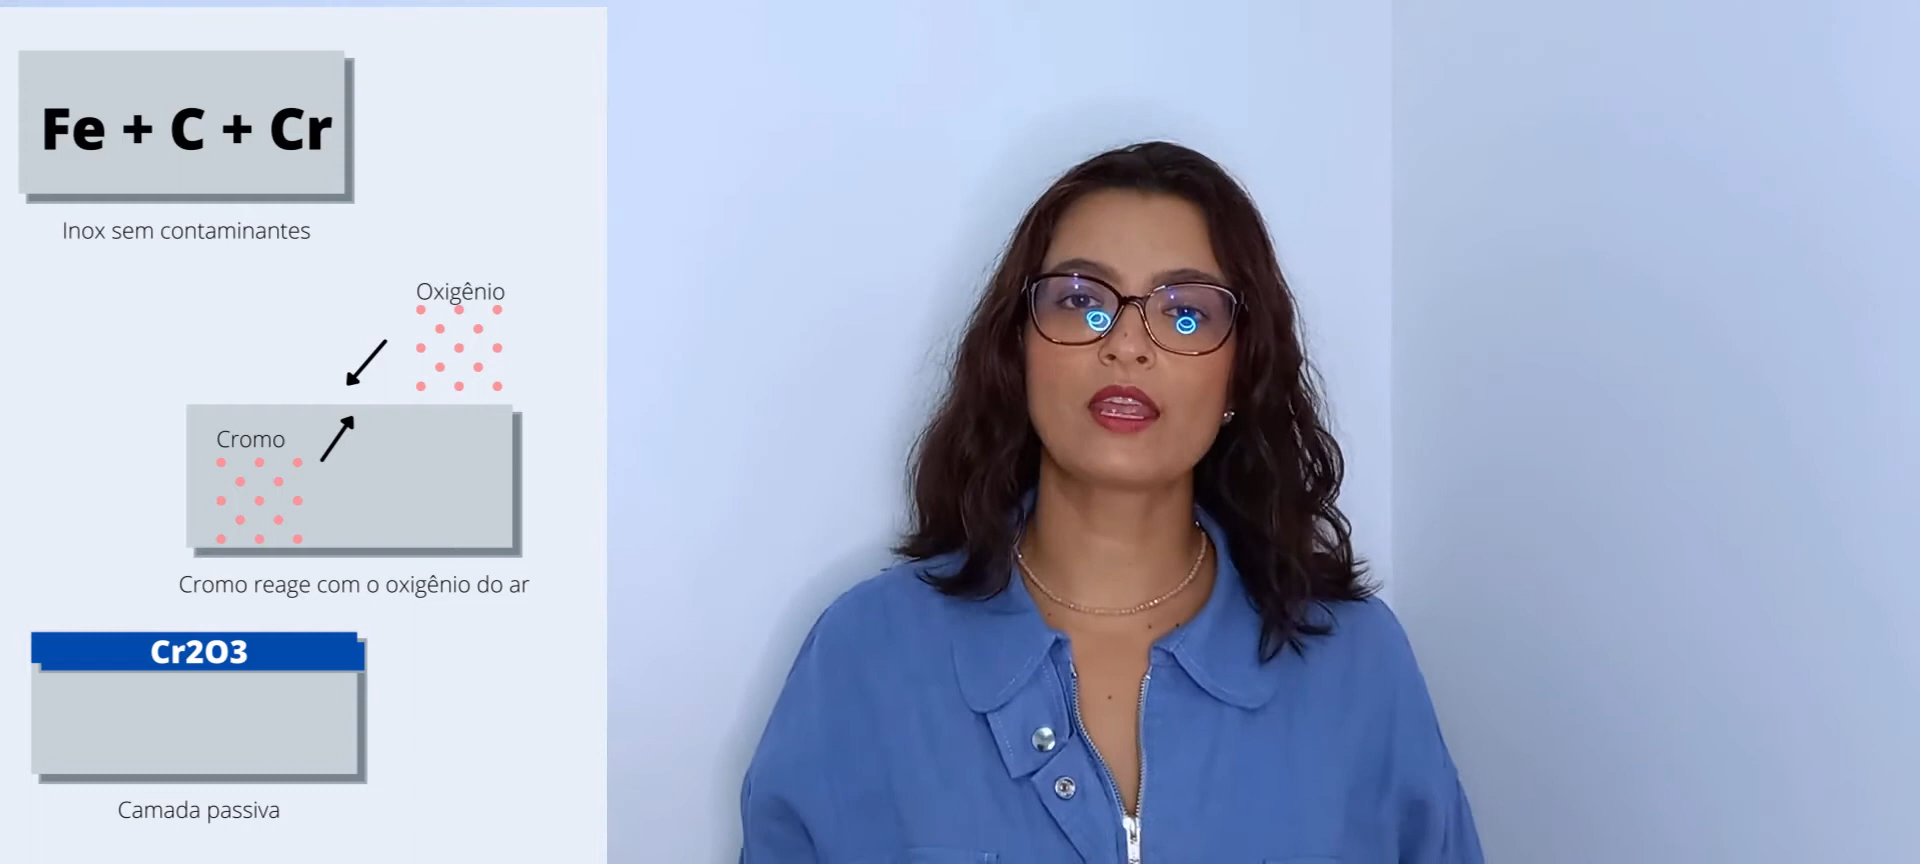 Fe + C + Cr
Inox sem contaminantes
Oxigênio
Cromo
Cromo reage com o oxigênio do ar
Cr2O3
Camada passiva